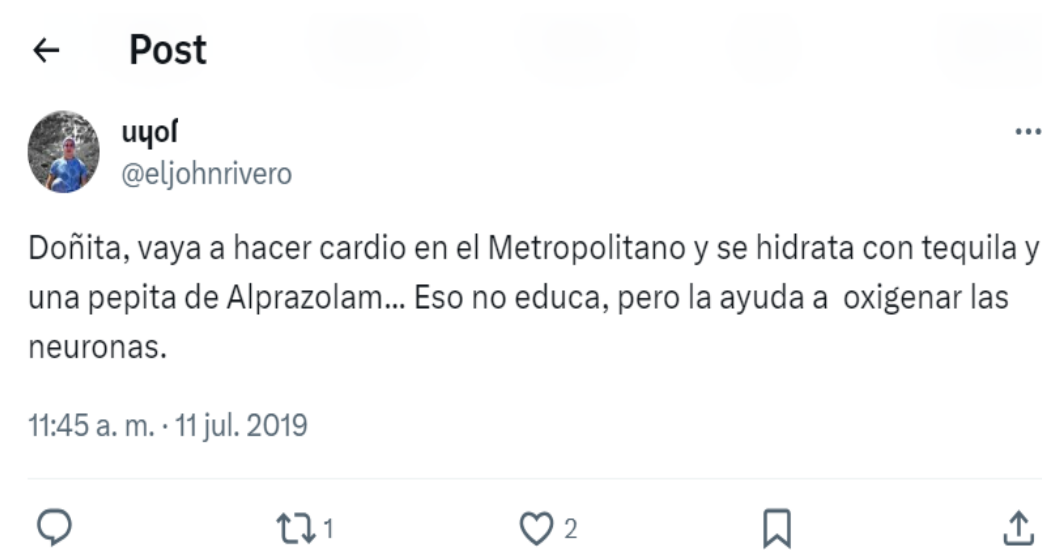 Post
uɥoſ
@eljohnrivero
Doñita, vaya a hacer cardio en el Metropolitano y se hidrata con tequila y
una pepita de Alprazolam... Eso no educa, pero la ayuda a  oxigenar las
neuronas.
11:45 a. m. · 11 jul. 2019
1 2